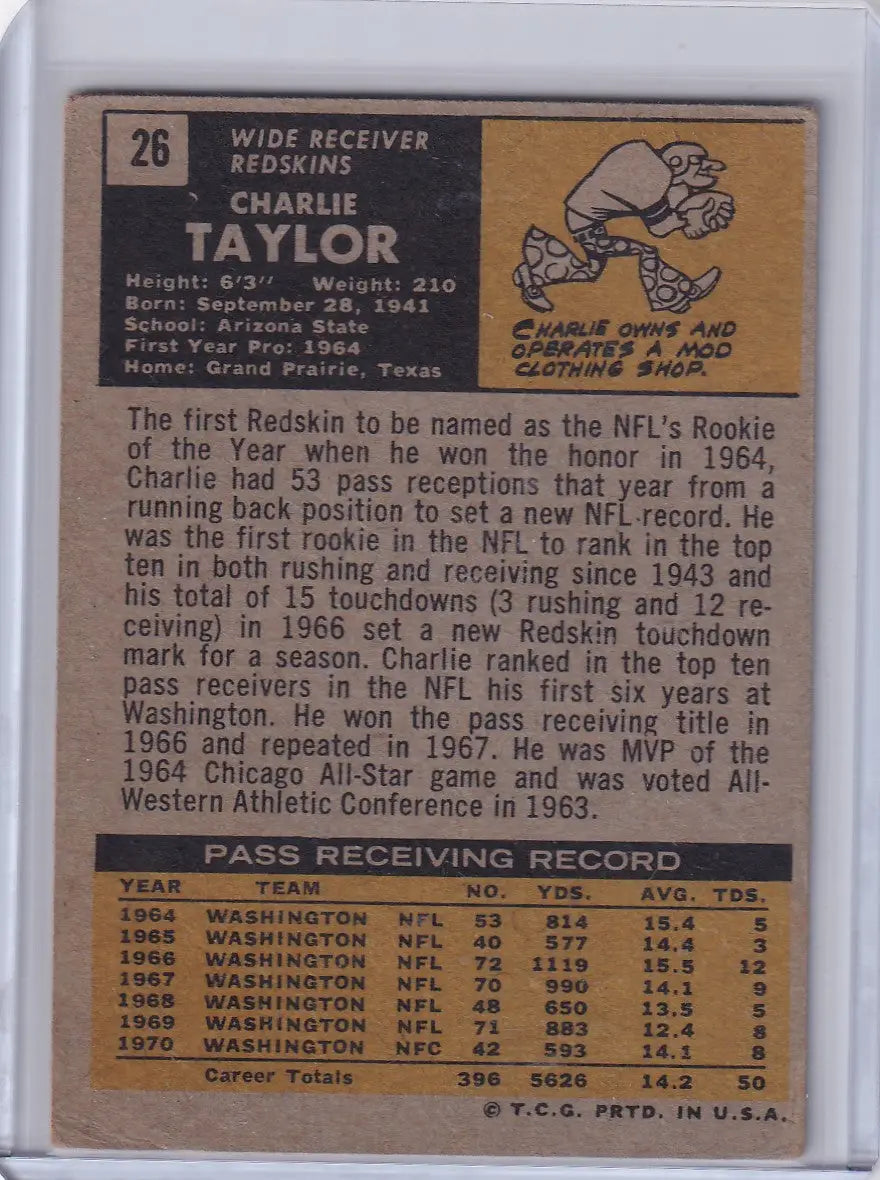 26
WIDE RECEIVER
REDSKINS
CHARLIE
TAYLOR
Height: 6'3'' Weight: 210
Born: September 28, 1941
School: Arizona State
First Year Pro: 1964
Home: Grand Prairie, Texas
CHARLIE OWNS AND
OPERATES A MOD
CLOTHING SHOP.
The first Redskin to be named as the NFL's Rookie
of the Year when he won the honor in 1964,
Charlie had 53 pass receptions that year from a
running back position to set a new NFL record. He
was the first rookie in the NFL to rank in the top
ten in both rushing and receiving since 1943 and
his total of 15 touchdowns (3 rushing and 12 re-
ceiving) in 1966 set a new Redskin touchdown
mark for a season. Charlie ranked in the top ten
pass receivers in the NFL his first six years at
Washington. He won the pass receiving title in
1966 and repeated in 1967. He was MVP of the
1964 Chicago All-Star game and was voted All-
Western Athletic Conference in 1963.
PASS RECEIVING RECORD
YEAR TEAM NO. YDS. AVG. TDS.
1964 WASHINGTON NFL 53 814 15.4 5
1965 WASHINGTON NFL 40 577 14.4 3
1966 WASHINGTON NFL 72 1119 15.5 12
1967 WASHINGTON NFL 70 990 14.1 9
1968 WASHINGTON NFL 48 650 13.5 5
1969 WASHINGTON NFL 71 883 12.4 8
1970 WASHINGTON NFC 42 593 14.1 8
Career Totals 396 5626 14.2 50
© T.C.G. PRTD. IN U.S.A.